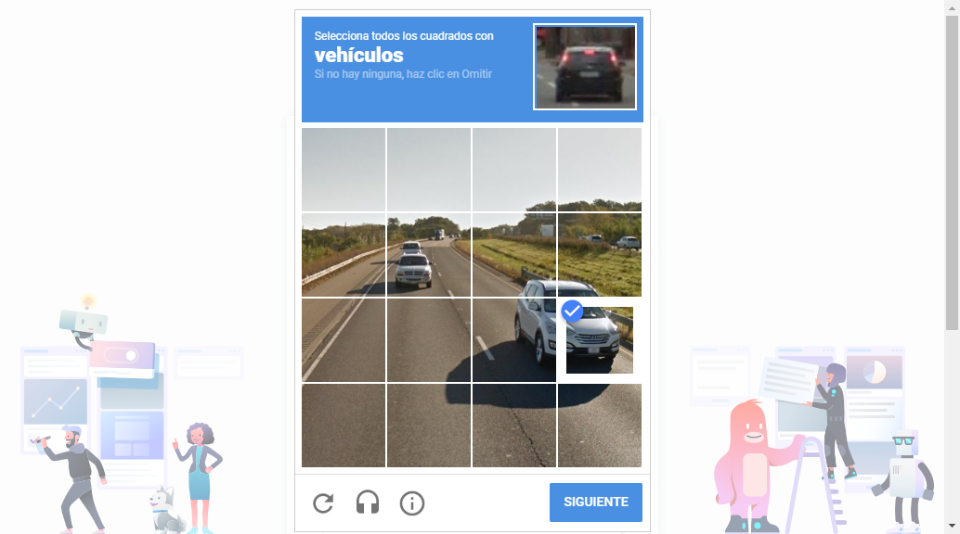 Selecciona todos los cuadrados con
vehículos
Si no hay ninguna, haz clic en Omitir
SIGUIENTE